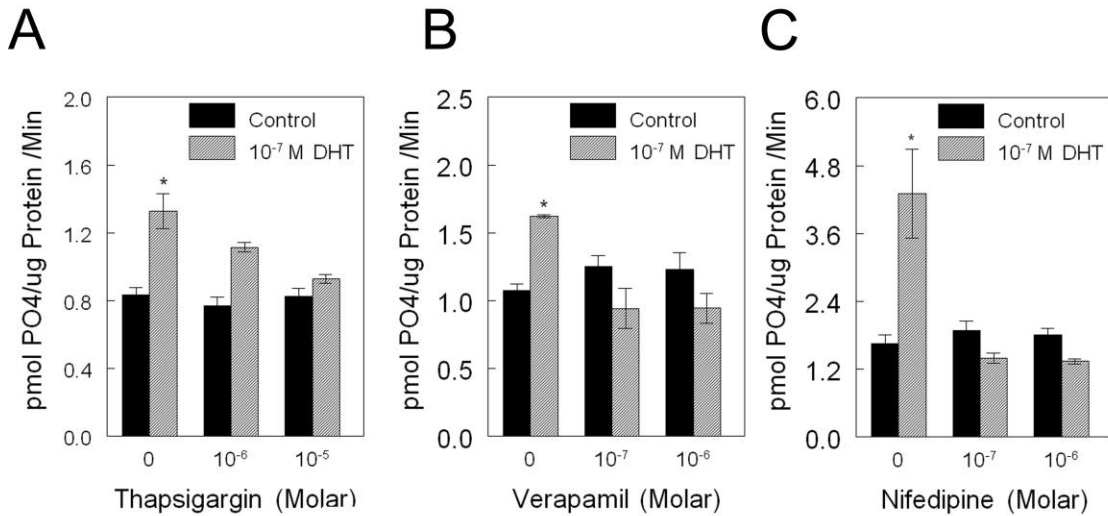 A
pmol PO4/ug Protein /Min
2.0
1.6
1.2
0.8
0.4
0.0
Control
10⁻⁷ M DHT
*
0
10⁻⁶
10⁻⁵
Thapsigargin (Molar)
B
pmol PO4/ug Protein /Min
2.5
2.0
1.5
1.0
0.5
0.0
Control
10⁻⁷ M DHT
*
0
10⁻⁷
10⁻⁶
Verapamil (Molar)
C
pmol PO4/ug Protein /Min
6.0
4.8
3.6
2.4
1.2
0.0
Control
10⁻⁷ M DHT
*
0
10⁻⁷
10⁻⁶
Nifedipine (Molar)